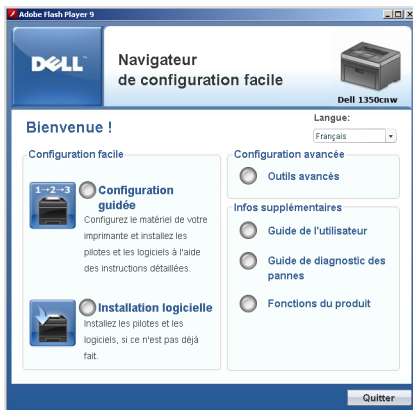 Adobe Flash Player 9
DELL
Navigateur
de configuration facile
Dell 1350cnw
Bienvenue !
Langue:
Français
Configuration facile
1→2→3
Configuration
guidée
Configurez le matériel de votre
imprimante et installez les
pilotes et les logiciels à l'aide
des instructions détaillées.
Installation logicielle
Installez les pilotes et les
logiciels, si ce n'est pas déjà
fait.
Configuration avancée
Outils avancés
Infos supplémentaires
Guide de l'utilisateur
Guide de diagnostic des
pannes
Fonctions du produit
Quitter